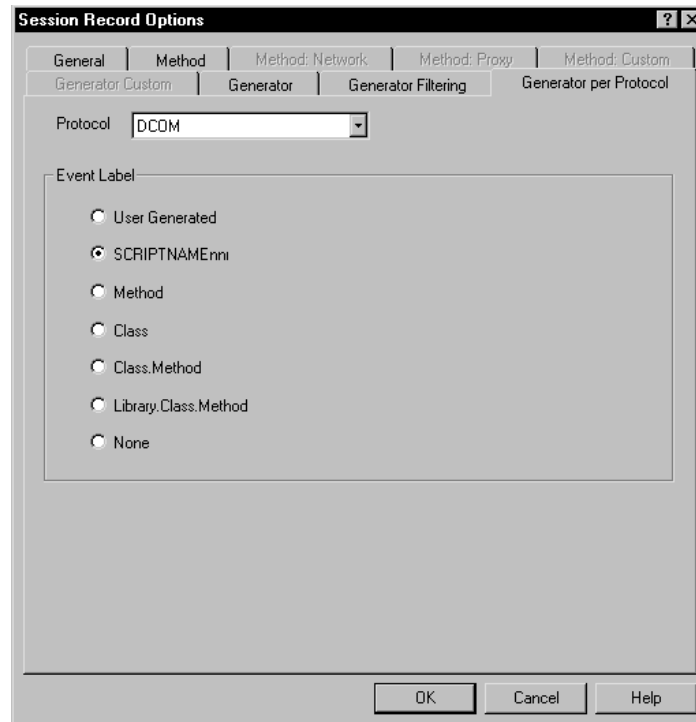 Session Record Options
General Method Method: Network Method: Proxy Method: Custom
Generator Custom Generator Generator Filtering Generator per Protocol
Protocol DCOM
Event Label
User Generated
SCRIPTNAMEnnı
Method
Class
Class.Method
Library.Class.Method
None
OK Cancel Help